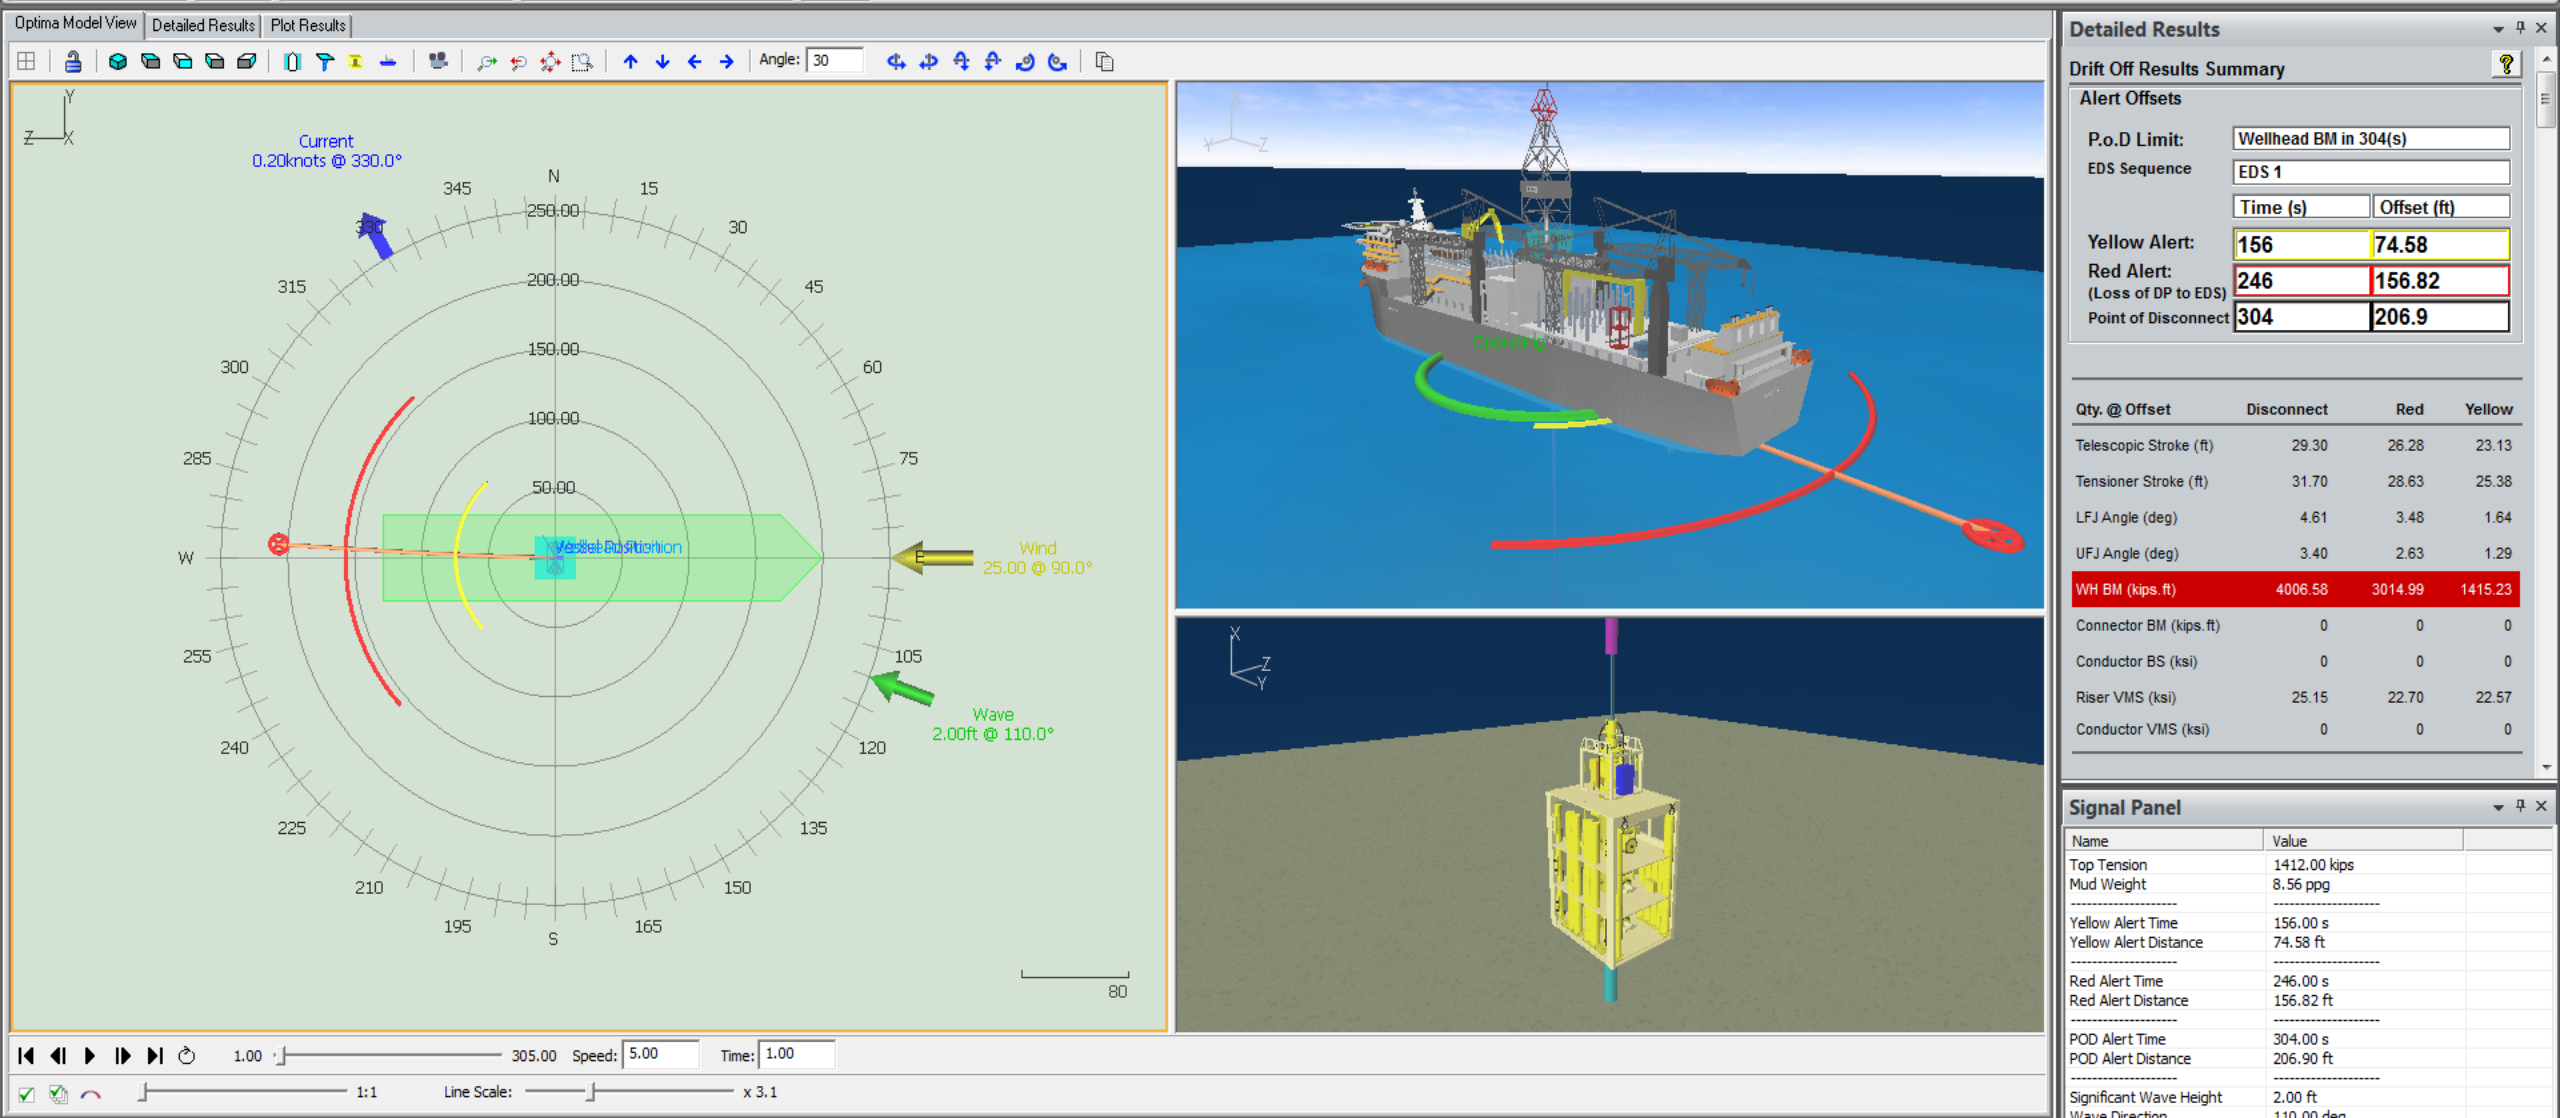 Optima Model View
Detailed Results
Plot Results
Angle: 30
Y
Z
X
Current
0.20knots @ 330.0°
N
345
15
330
30
315
45
300
60
285
75
W
E
255
105
240
120
225
135
210
150
195
165
S
250.00
200.00
150.00
100.00
50.00
Wind
25.00 @ 90.0°
Wave
2.00ft @ 110.0°
80
Y
Z
Operating
X
Z
Y
1.00
305.00
Speed: 5.00
Time: 1.00
1:1
Line Scale:
x 3.1
Detailed Results
Drift Off Results Summary
Alert Offsets
P.o.D Limit: Wellhead BM in 304(s)
EDS Sequence EDS 1
Time (s) Offset (ft)
Yellow Alert: 156 74.58
Red Alert: 246 156.82
(Loss of DP to EDS)
Point of Disconnect 304 206.9
Qty. @ Offset Disconnect Red Yellow
Telescopic Stroke (ft) 29.30 26.28 23.13
Tensioner Stroke (ft) 31.70 28.63 25.38
LFJ Angle (deg) 4.61 3.48 1.64
UFJ Angle (deg) 3.40 2.63 1.29
WH BM (kips.ft) 4006.58 3014.99 1415.23
Connector BM (kips.ft) 0 0 0
Conductor BS (ksi) 0 0 0
Riser VMS (ksi) 25.15 22.70 22.57
Conductor VMS (ksi) 0 0 0
Signal Panel
Name Value
Top Tension 1412.00 kips
Mud Weight 8.56 ppg
--------------------- ---------------------
Yellow Alert Time 156.00 s
Yellow Alert Distance 74.58 ft
--------------------- ---------------------
Red Alert Time 246.00 s
Red Alert Distance 156.82 ft
--------------------- ---------------------
POD Alert Time 304.00 s
POD Alert Distance 206.90 ft
--------------------- ---------------------
Significant Wave Height 2.00 ft
Wave Direction 110.00 deg